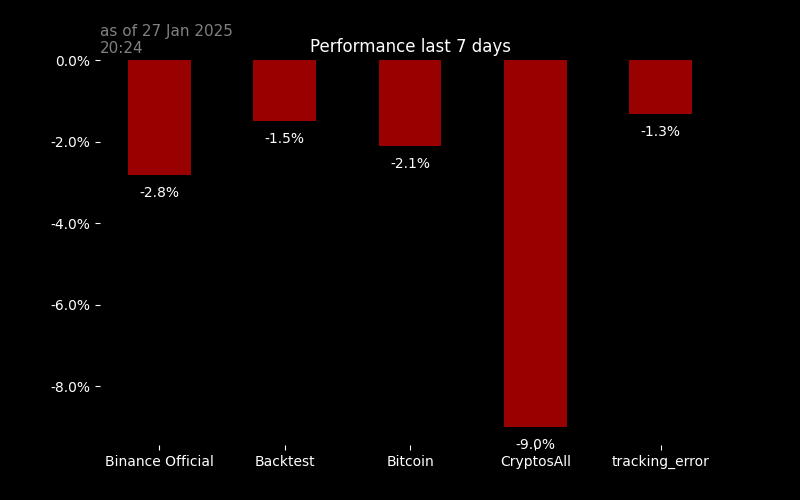 as of 27 Jan 2025
20:24
Performance last 7 days
0.0%
-2.0%
-4.0%
-6.0%
-8.0%
-2.8%
-1.5%
-2.1%
-9.0%
-1.3%
Binance Official
Backtest
Bitcoin
CryptosAll
tracking_error